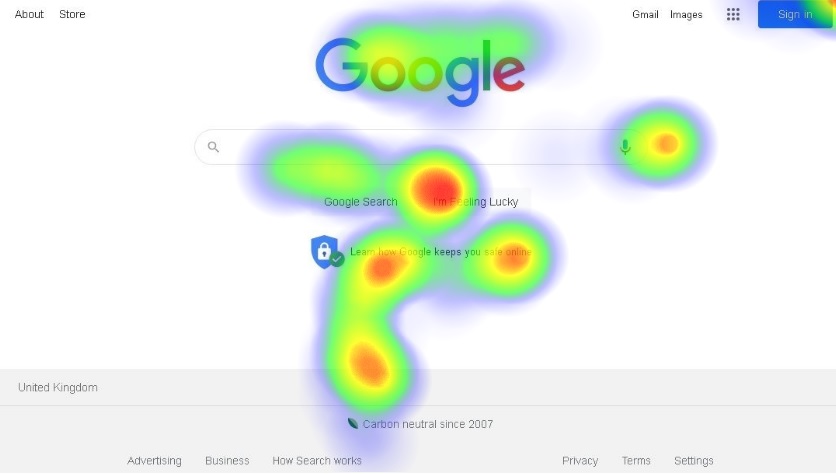 About Store Gmail Images Sign in
Google
Google Search I'm Feeling Lucky
Learn how Google keeps you safe online
United Kingdom
Carbon neutral since 2007
Advertising Business How Search works Privacy Terms Settings